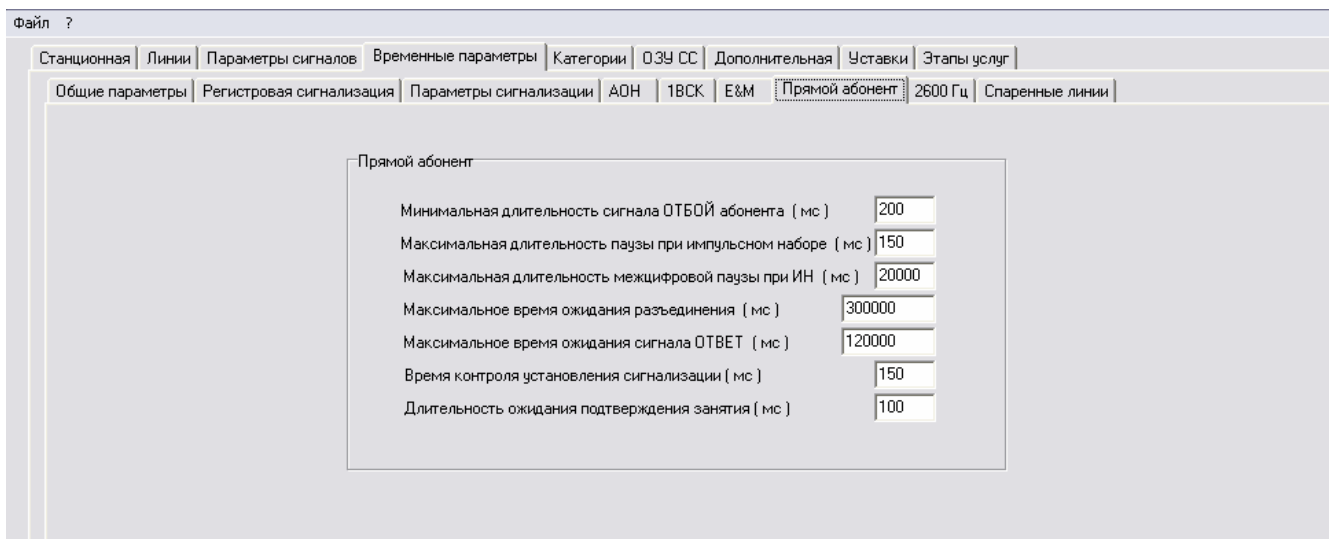 Файл ?
Станционная Линии Параметры сигналов Временные параметры Категории ОЗУ СС Дополнительная Уставки Этапы услуг
Общие параметры Регистровая сигнализация Параметры сигнализации АОН 1ВСК E&M Прямой абонент 2600 Гц Спаренные линии
Прямой абонент
Минимальная длительность сигнала ОТБОЙ абонента ( мс ) 200
Максимальная длительность паузы при импульсном наборе ( мс ) 150
Максимальная длительность межцифровой паузы при ИН ( мс ) 20000
Максимальное время ожидания разъединения ( мс ) 300000
Максимальное время ожидания сигнала ОТВЕТ ( мс ) 120000
Время контроля установления сигнализации ( мс ) 150
Длительность ожидания подтверждения занятия ( мс ) 100